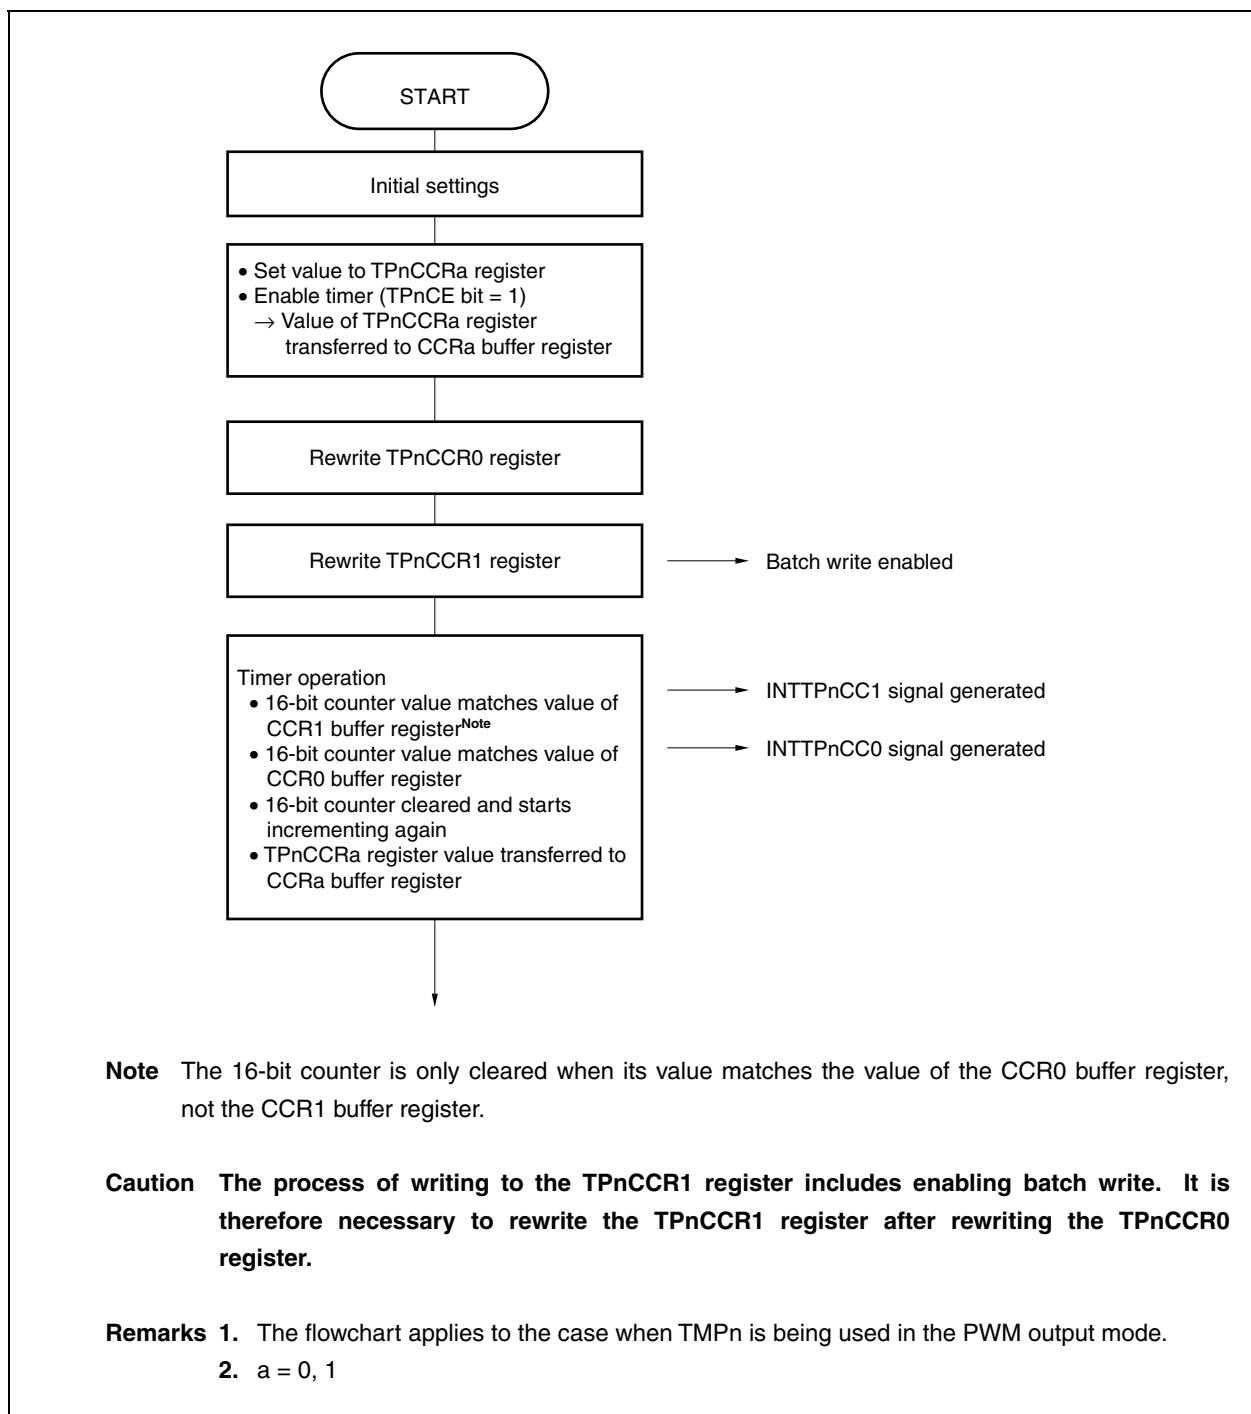 START
Initial settings
• Set value to TPnCCRa register
• Enable timer (TPnCE bit = 1)
→ Value of TPnCCRa register
transferred to CCRa buffer register
Rewrite TPnCCR0 register
Rewrite TPnCCR1 register
Batch write enabled
Timer operation
• 16-bit counter value matches value of
CCR1 buffer registerNote
• 16-bit counter value matches value of
CCR0 buffer register
• 16-bit counter cleared and starts
incrementing again
• TPnCCRa register value transferred to
CCRa buffer register
INTTPnCC1 signal generated
INTTPnCC0 signal generated
Note The 16-bit counter is only cleared when its value matches the value of the CCR0 buffer register,
not the CCR1 buffer register.
Caution The process of writing to the TPnCCR1 register includes enabling batch write. It is
therefore necessary to rewrite the TPnCCR1 register after rewriting the TPnCCR0
register.
Remarks 1. The flowchart applies to the case when TMPn is being used in the PWM output mode.
2. a = 0, 1